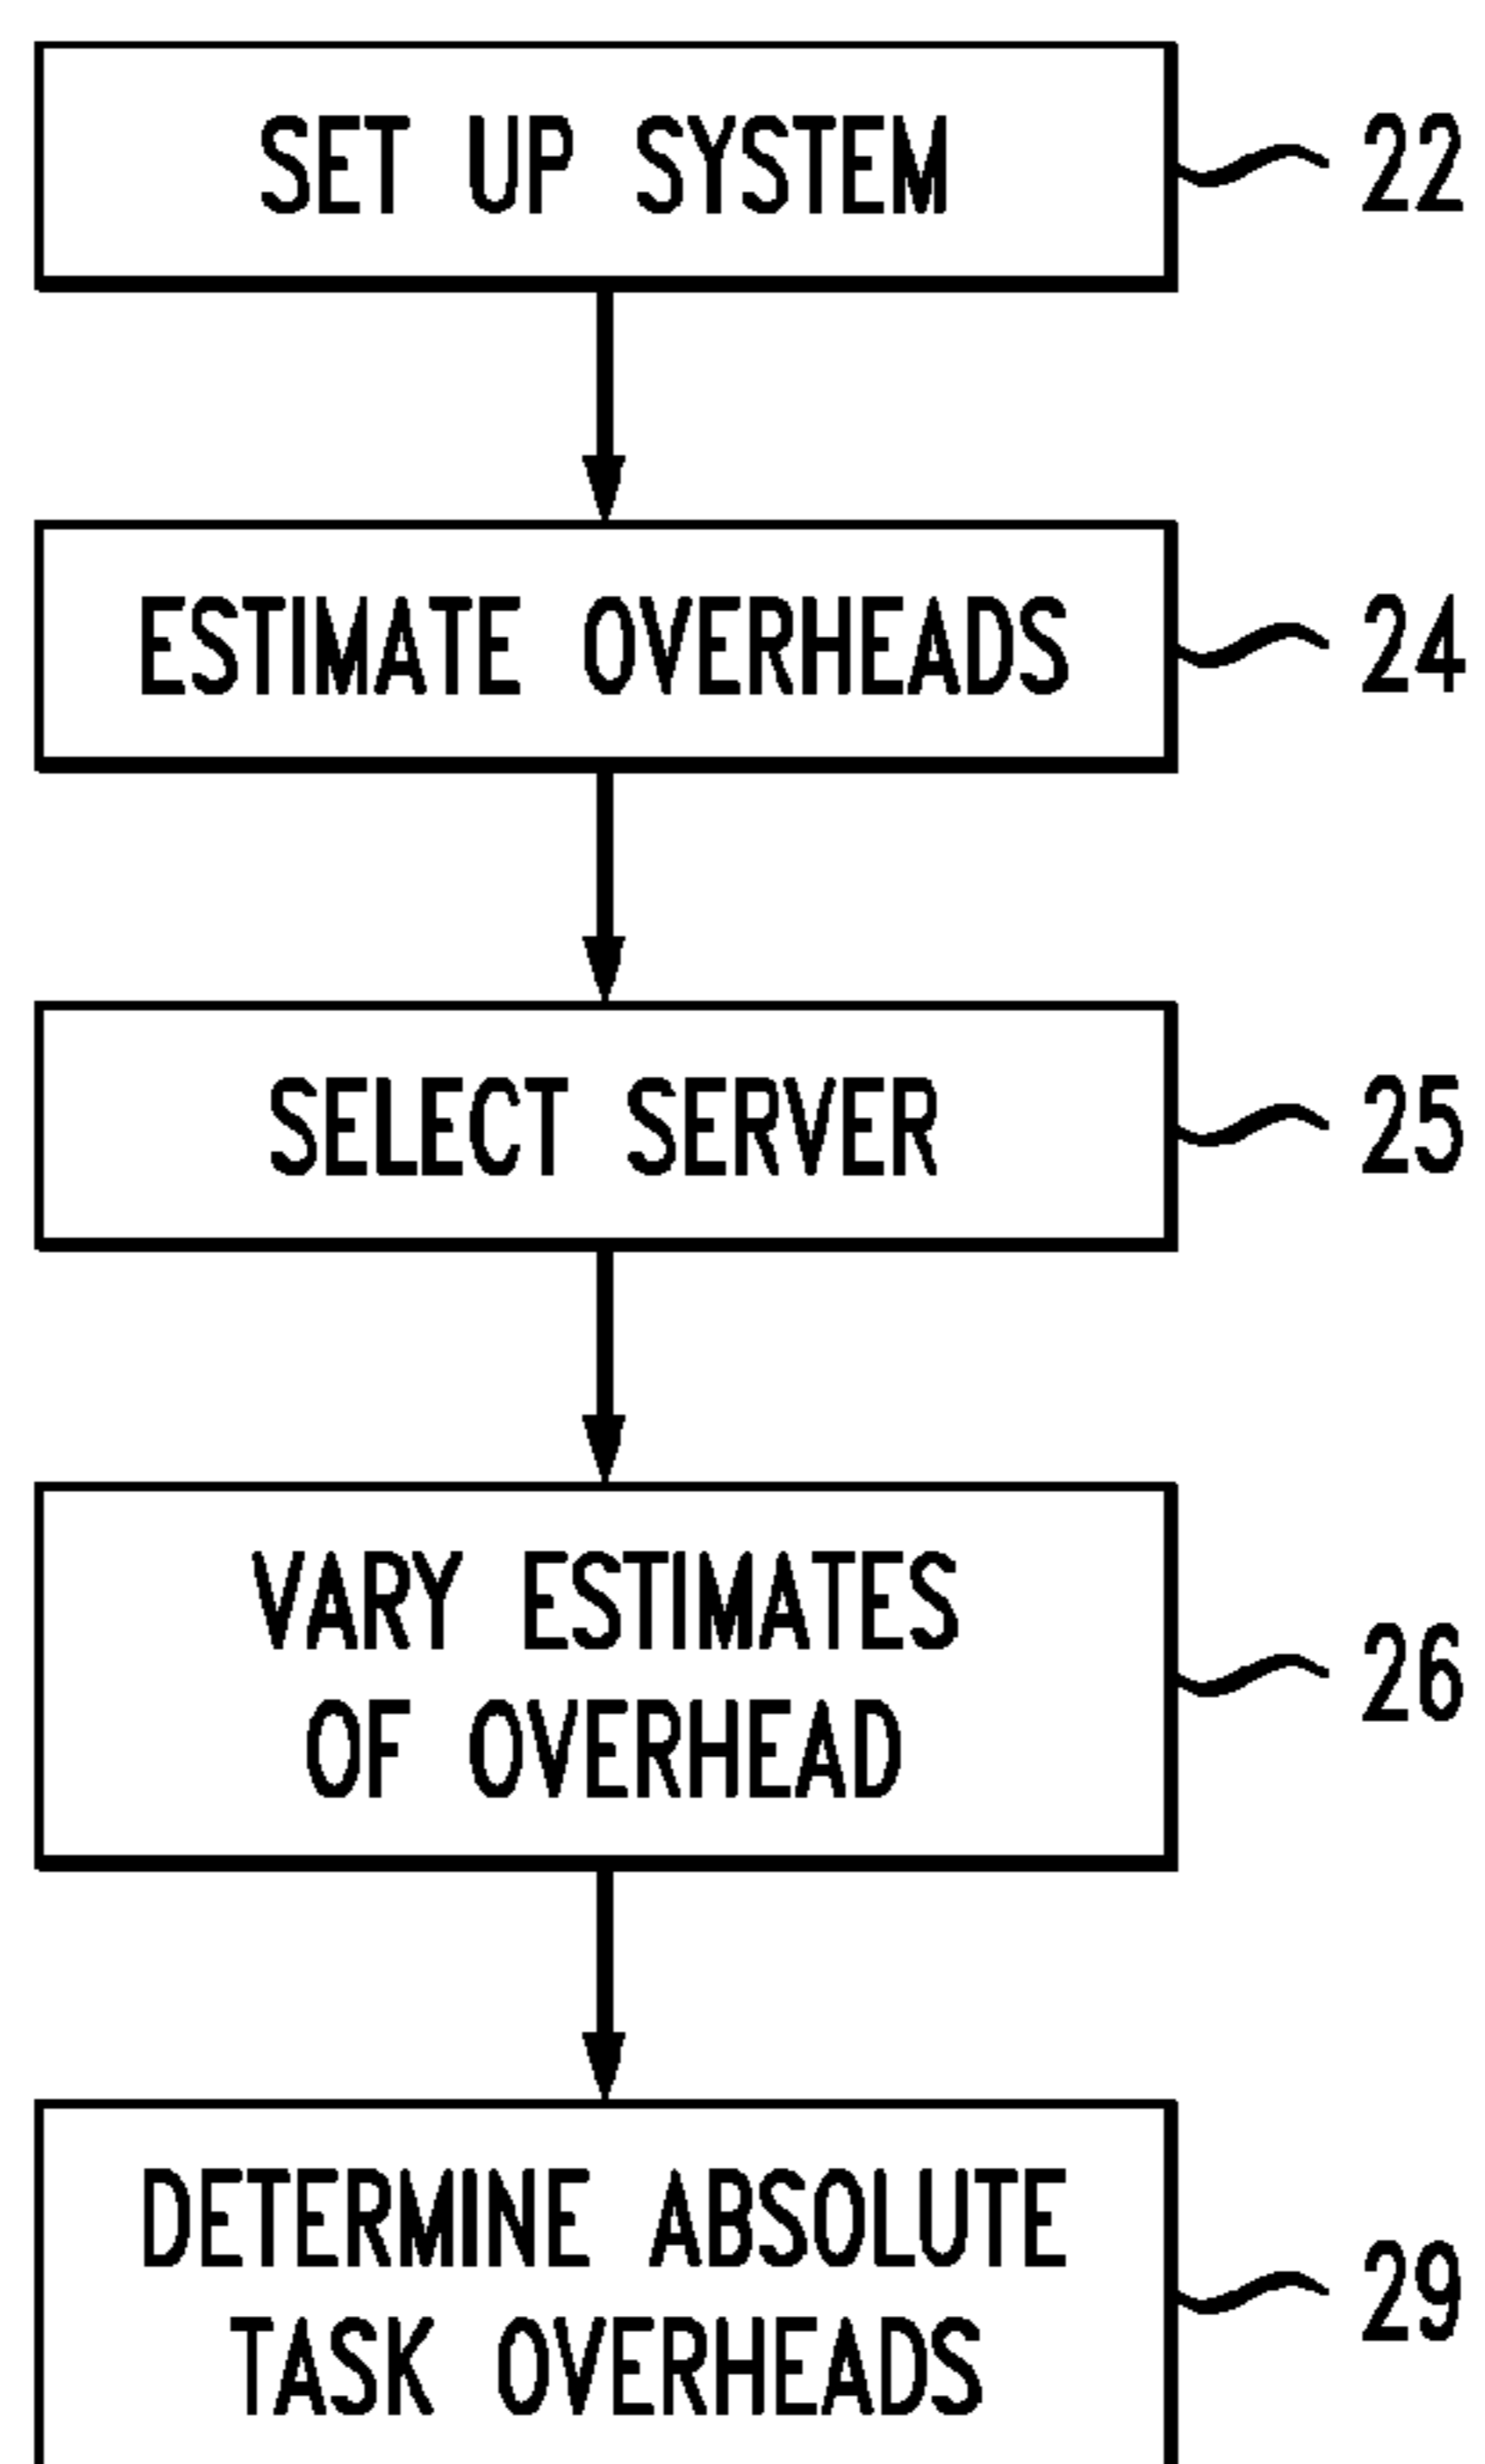 SET UP SYSTEM
22
ESTIMATE OVERHEADS
24
SELECT SERVER
25
VARY ESTIMATES
OF OVERHEAD
26
DETERMINE ABSOLUTE
TASK OVERHEADS
29